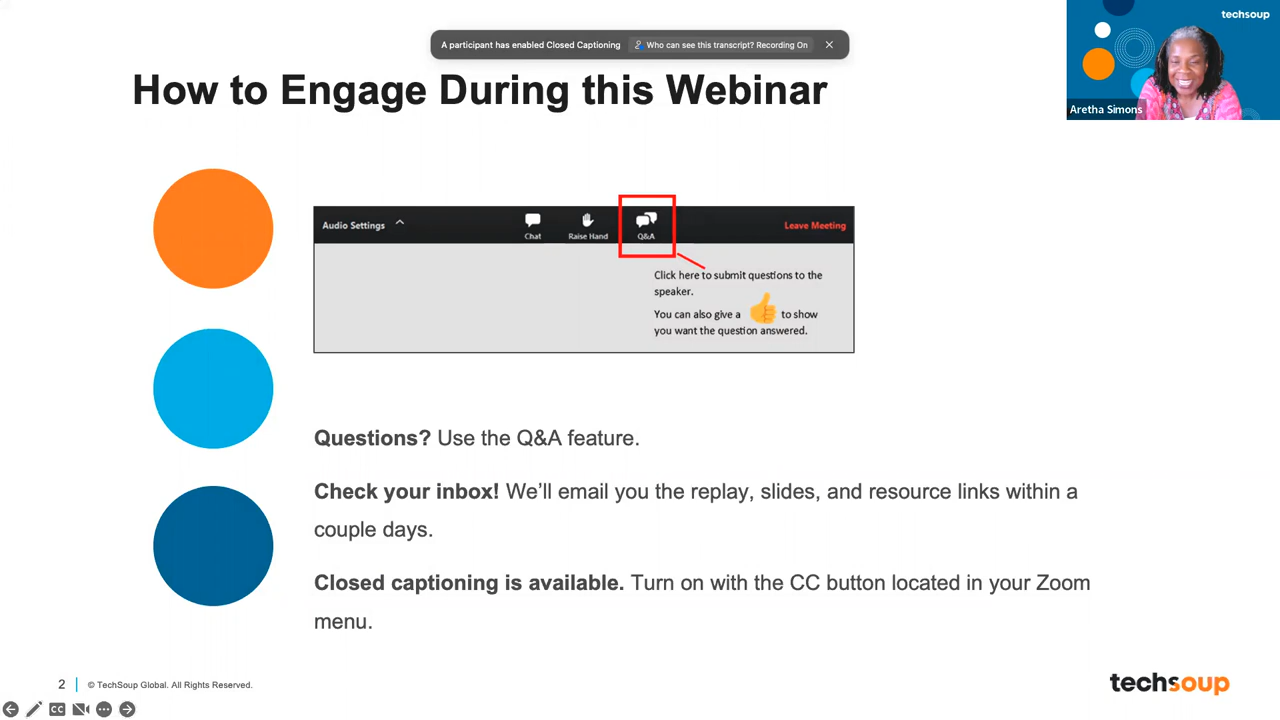 techsoup
A participant has enabled Closed Captioning Who can see this transcript? Recording On
How to Engage During this Webinar
Aretha Simons
Audio Settings
Chat
Raise Hand
Q&A
Leave Meeting
Click here to submit questions to the
speaker.
You can also give a to show
you want the question answered.
Questions? Use the Q&A feature.
Check your inbox! We’ll email you the replay, slides, and resource links within a
couple days.
Closed captioning is available. Turn on with the CC button located in your Zoom
menu.
2 © TechSoup Global. All Rights Reserved.
techsoup
CC